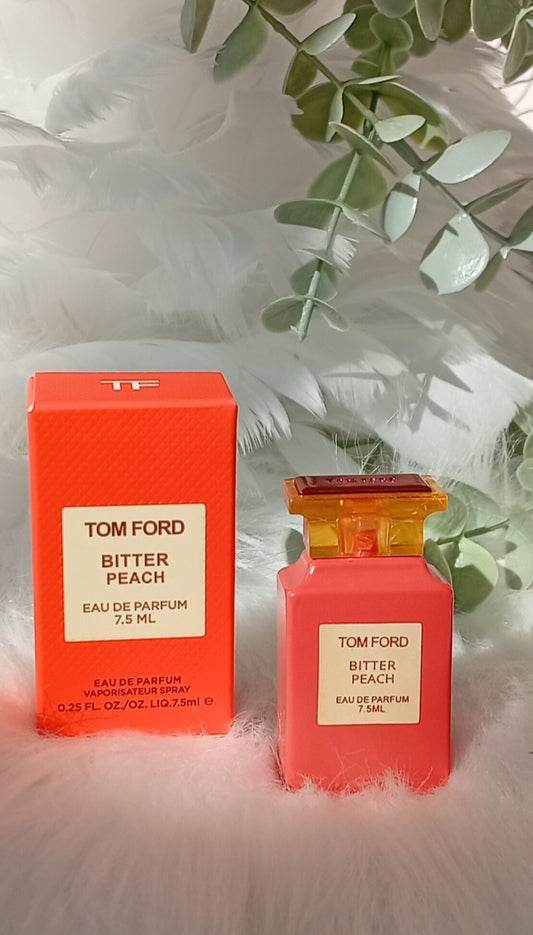 TF
TOM FORD
BITTER
PEACH
EAU DE PARFUM
7.5 ML
EAU DE PARFUM
VAPORISATEUR SPRAY
0.25 FL. OZ./OZ. LIQ.7.5ml e
TOM FORD
BITTER
PEACH
EAU DE PARFUM
7.5ML